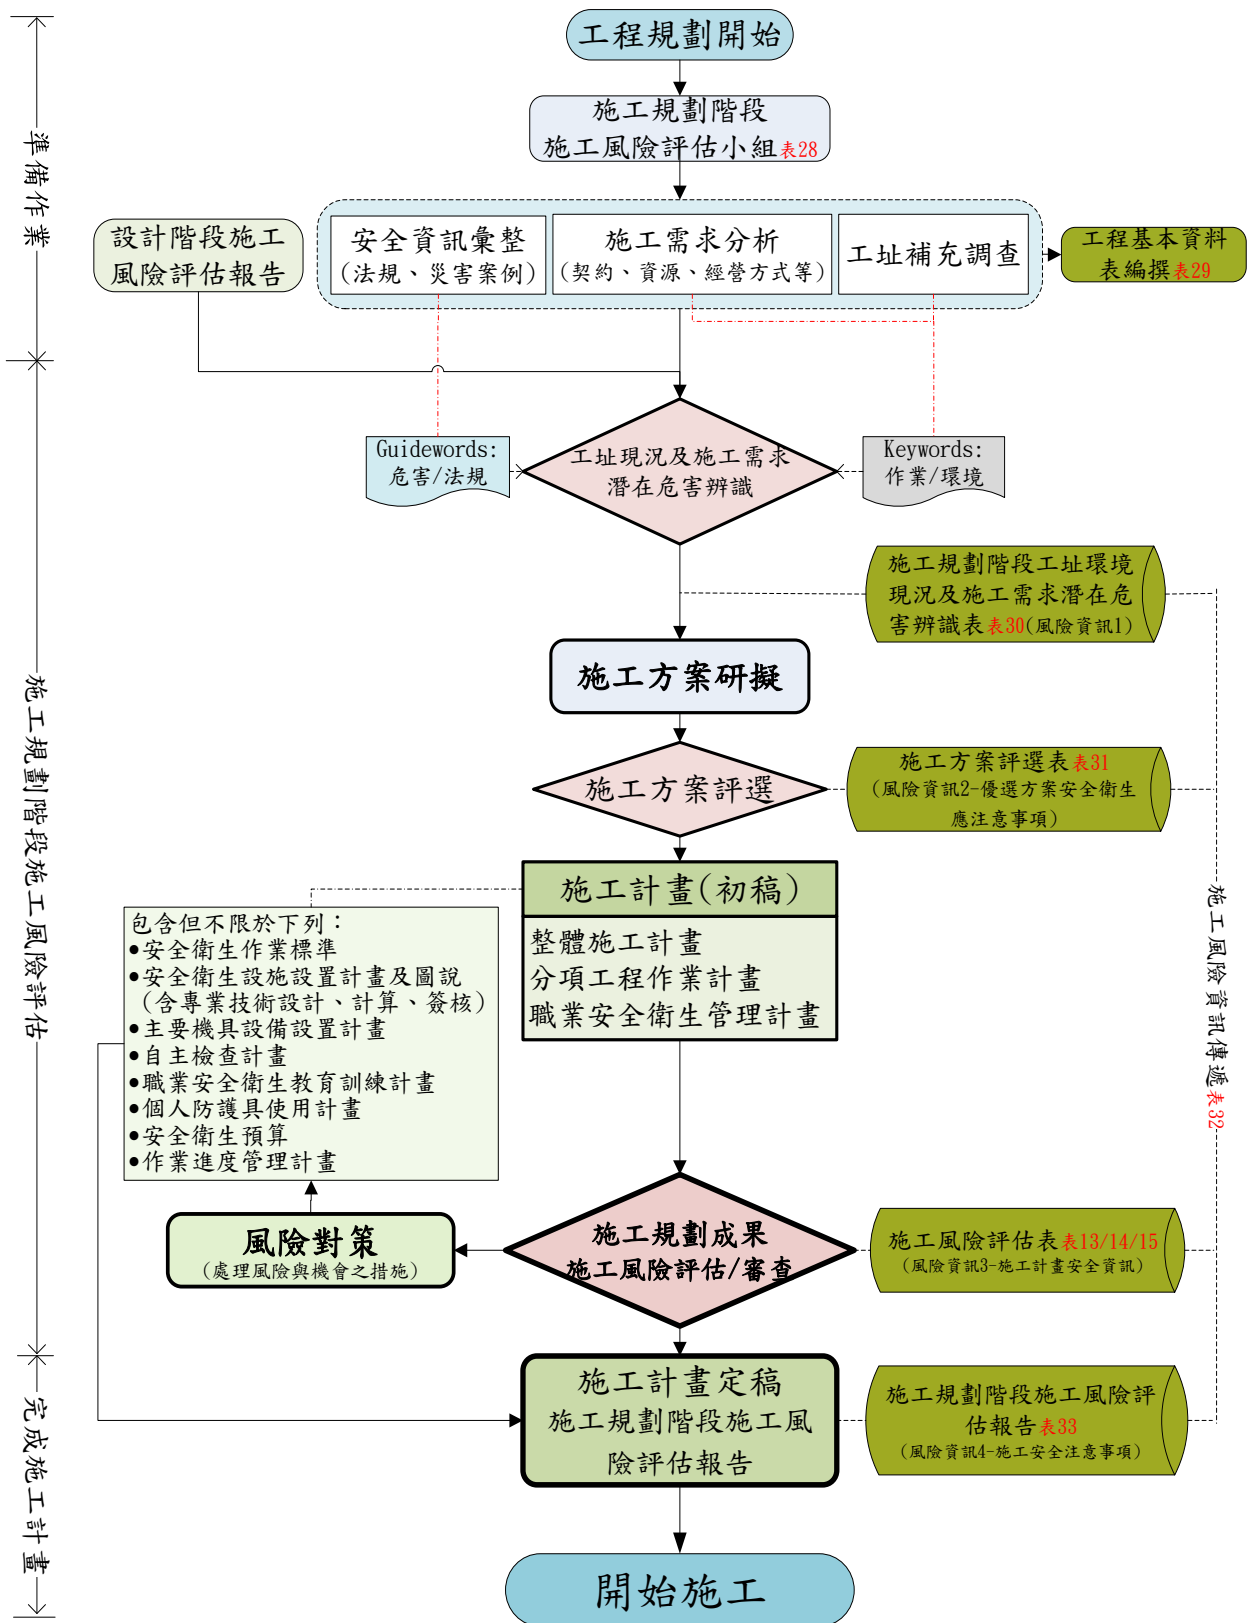 工程規劃開始
施工規劃階段
施工風險評估小組表28
準備作業
設計階段施工
風險評估報告
安全資訊彙整
(法規、災害案例)
施工需求分析
(契約、資源、經營方式等)
工址補充調查
工程基本資料
表編撰表29
Guidewords:
危害/法規
工址現況及施工需求
潛在危害辨識
Keywords:
作業/環境
施工規劃階段工址環境
現況及施工需求潛在危
害辨識表表30(風險資訊1)
施工方案研擬
施工規劃階段施工風險評估
施工方案評選
施工方案評選表表31
(風險資訊2-優選方案安全衛生
應注意事項)
施工計畫(初稿)
整體施工計畫
分項工程作業計畫
職業安全衛生管理計畫
包含但不限於下列：
●安全衛生作業標準
●安全衛生設施設置計畫及圖說
(含專業技術設計、計算、簽核)
●主要機具設備設置計畫
●自主檢查計畫
●職業安全衛生教育訓練計畫
●個人防護具使用計畫
●安全衛生預算
●作業進度管理計畫
施工風險資訊傳遞表32
風險對策
(處理風險與機會之措施)
施工規劃成果
施工風險評估/審查
施工風險評估表表13/14/15
(風險資訊3-施工計畫安全資訊)
完成施工計畫
施工計畫定稿
施工規劃階段施工風
險評估報告
施工規劃階段施工風險評
估報告表33
(風險資訊4-施工安全注意事項)
開始施工